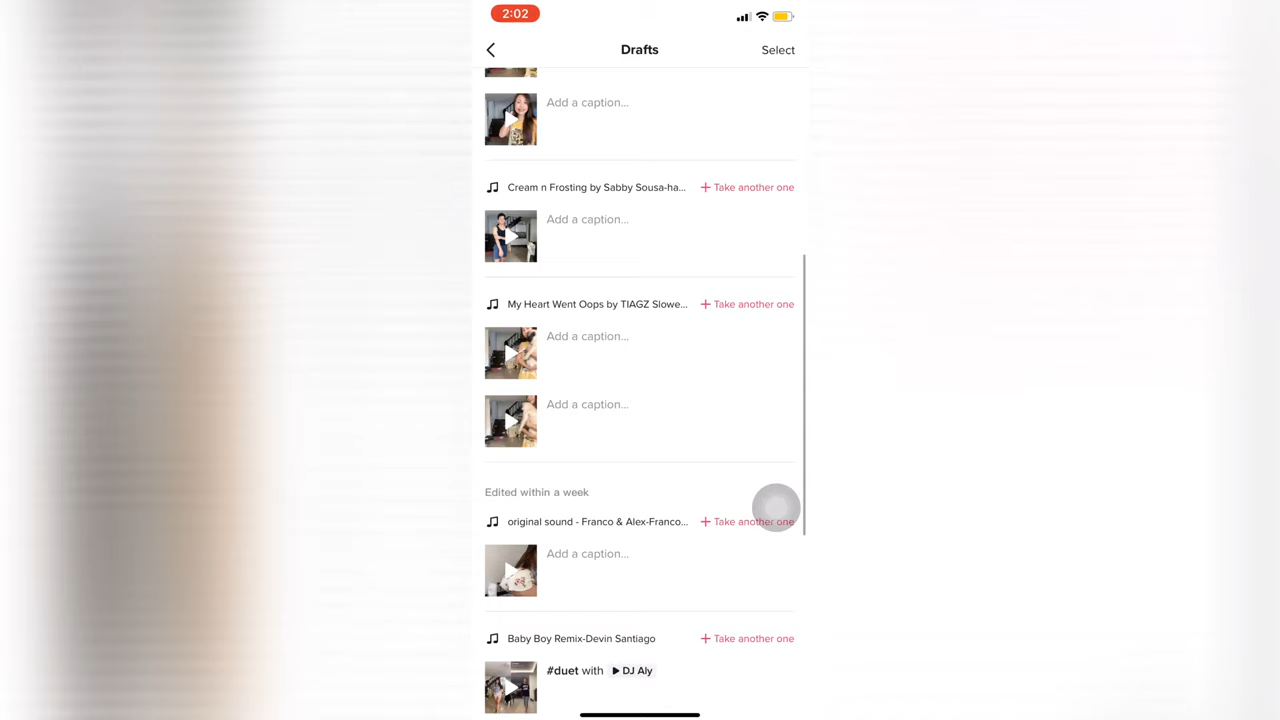 2:02
Drafts
Select
Add a caption...
Cream n Frosting by Sabby Sousa-ha...
+ Take another one
Add a caption...
My Heart Went Oops by TIAGZ Slowe...
+ Take another one
Add a caption...
Add a caption...
Edited within a week
original sound - Franco & Alex-Franco...
+ Take another one
Add a caption...
Baby Boy Remix-Devin Santiago
+ Take another one
#duet with DJ Aly